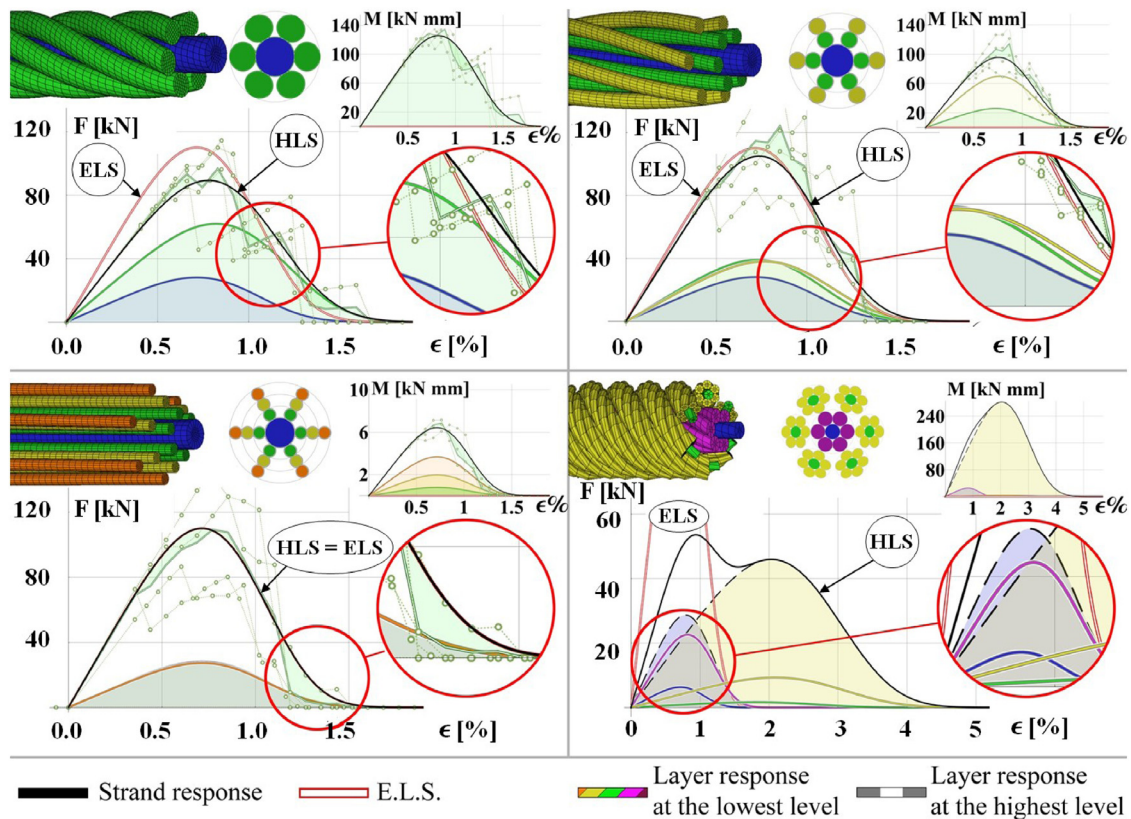 M [kN mm]
140
100
60
20
0.5
1
1.5
ϵ%
F [kN]
120
80
40
ELS
HLS
0.0
0.5
1.0
1.5
ϵ [%]
M [kN mm]
140
100
60
20
0.5
1
1.5
ϵ%
F [kN]
120
80
40
ELS
HLS
0.0
0.5
1.0
1.5
ϵ [%]
M [kN mm]
10
6
2
0.5
1
1.5
ϵ%
F [kN]
120
80
40
HLS = ELS
0.0
0.5
1.0
1.5
ϵ [%]
M [kN mm]
240
160
80
1
2
3
4
5
ϵ%
F [kN]
60
40
20
ELS
HLS
0
1
2
3
4
5
ϵ [%]
Strand response
E.L.S.
Layer response
at the lowest level
Layer response
at the highest level